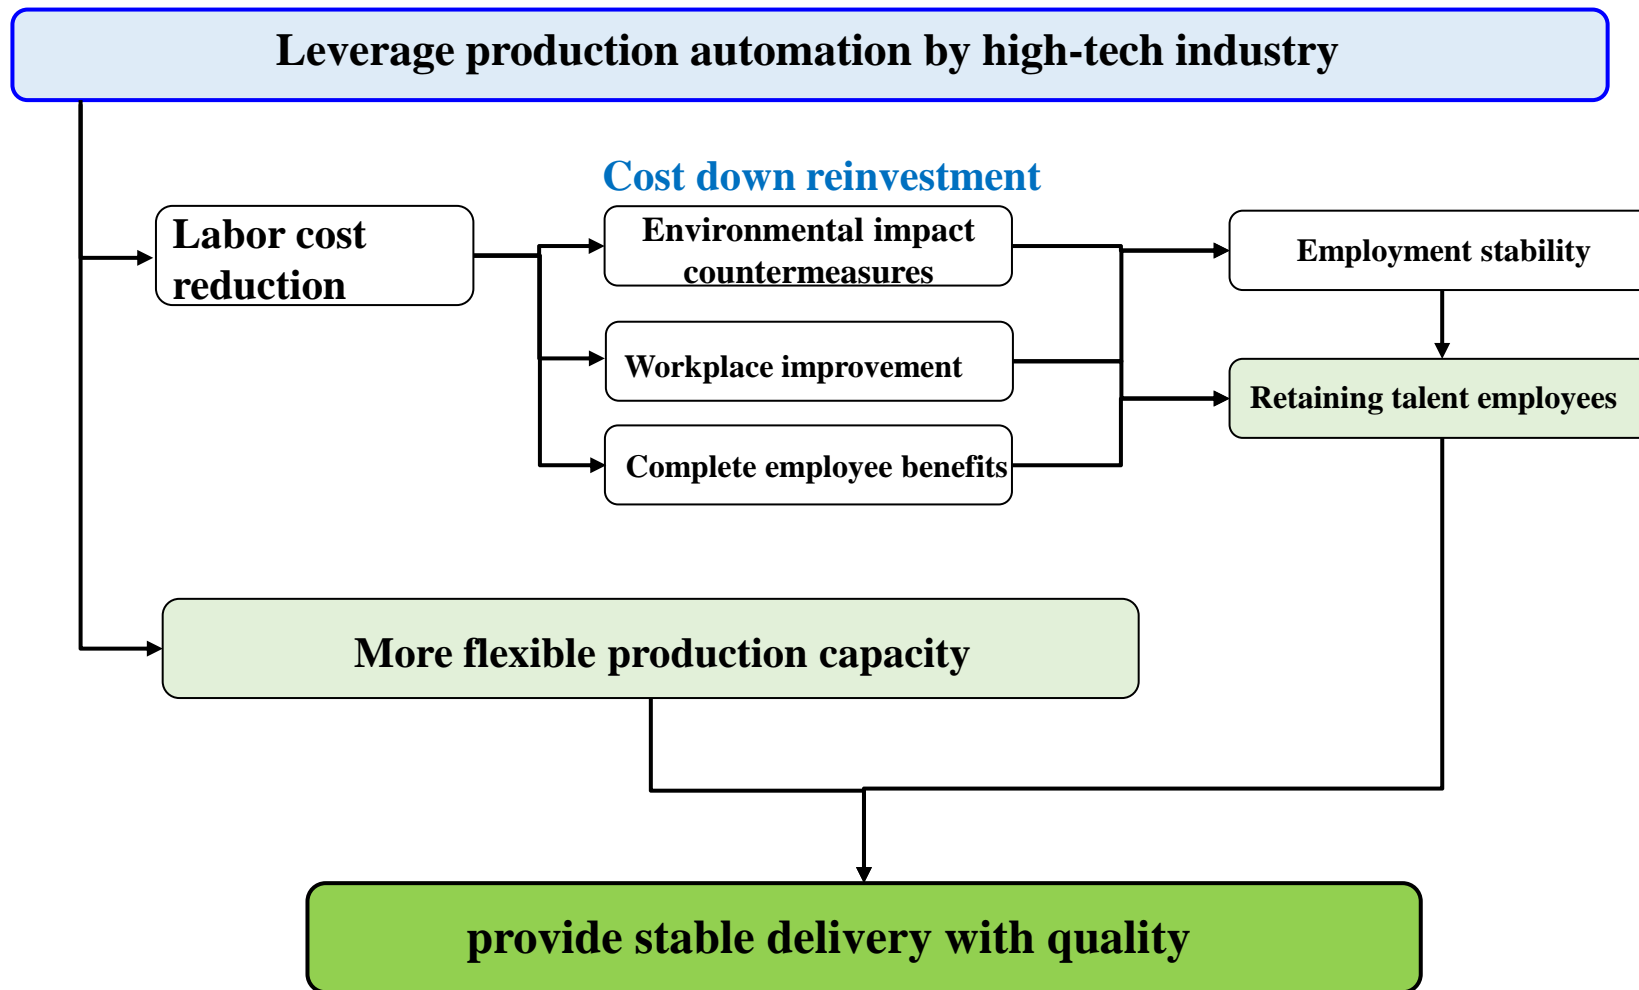 Leverage production automation by high-tech industry
Cost down reinvestment
Labor cost
reduction
Environmental impact
countermeasures
Employment stability
Workplace improvement
Retaining talent employees
Complete employee benefits
More flexible production capacity
provide stable delivery with quality